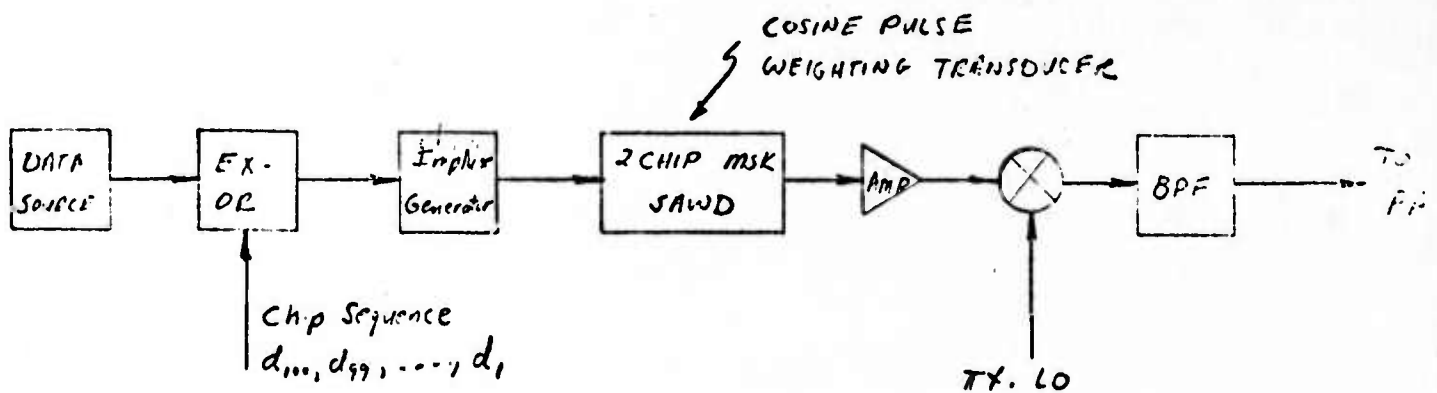 COSINE PULSE
WEIGHTING TRANSDUCER
DATA
SOURCE
EX-
OR
Generator
2 CHIP MSK
SAWD
AMP
BPF
TO
Chip Sequence
d100, d99, ...., d1
TX. LO